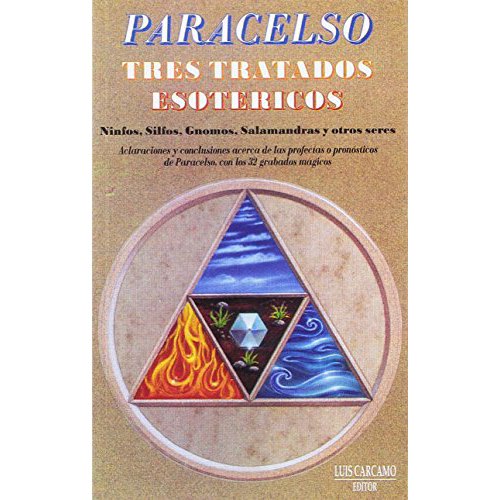 PARACELSO
TRES TRATADOS
ESOTERICOS
Ninfos, Silfos, Gnomos, Salamandras y otros seres
Aclaraciones y conclusiones acerca de las profecías o pronósticos
de Paracelso, con los 32 grabados mágicos
LUIS CARCAMO
EDITOR